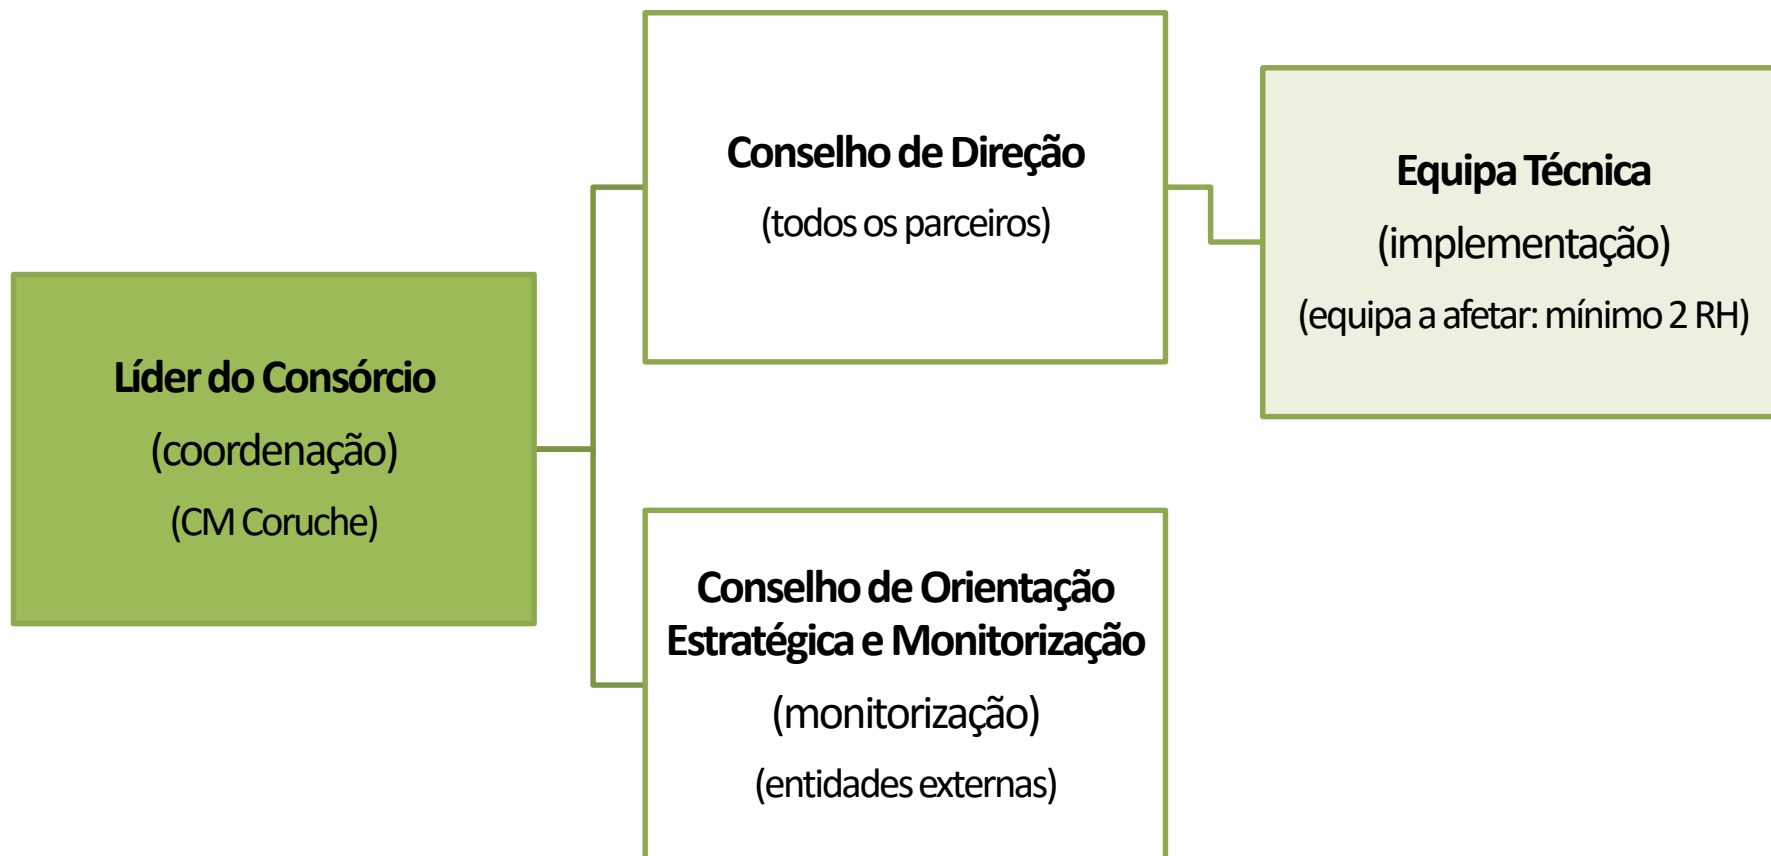 Líder do Consórcio
(coordenação)
(CM Coruche)
Conselho de Direção
(todos os parceiros)
Equipa Técnica
(implementação)
(equipa a afetar: mínimo 2 RH)
Conselho de Orientação
Estratégica e Monitorização
(monitorização)
(entidades externas)